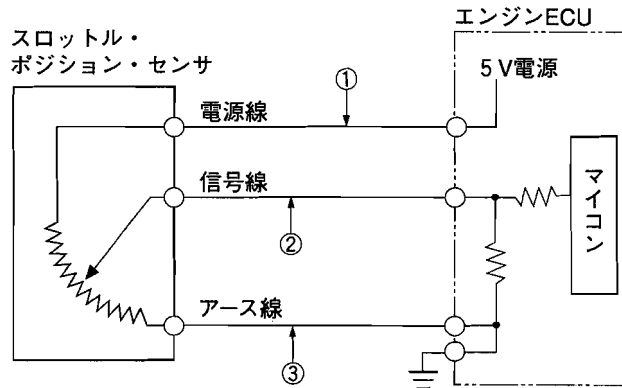 エンジンECU
スロットル・
ポジション・センサ
5V電源
①
電源線
信号線
②
マイコン
アース線
③